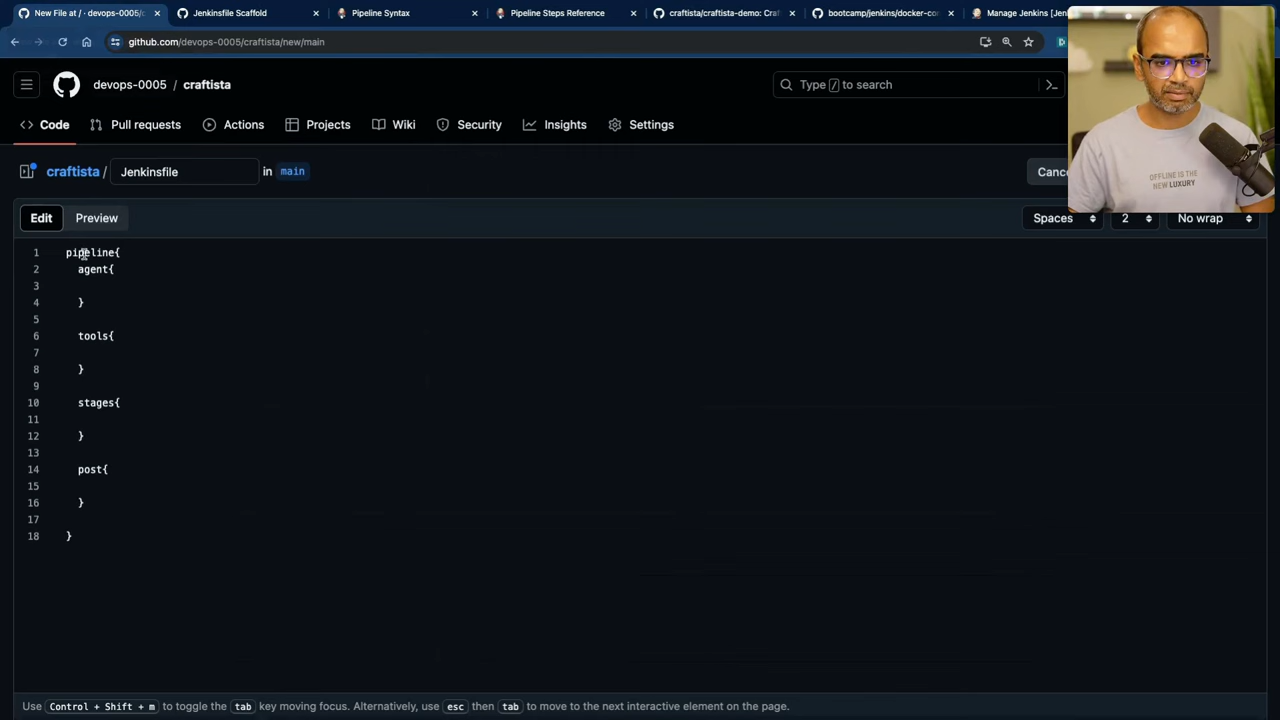 New File at / · devops-0005/c
Jenkinsfile Scaffold
Pipeline Syntax
Pipeline Steps Reference
craftista/craftista-demo: Craf
bootcamp/jenkins/docker-co
Manage Jenkins [Jen
github.com/devops-0005/craftista/new/main
devops-0005 / craftista
Type / to search
Code
Pull requests
Actions
Projects
Wiki
Security
Insights
Settings
craftista / Jenkinsfile in main
Cance
OFFLINE IS THE
NEW LUXURY
Edit
Preview
Spaces
2
No wrap
1 pipeline{
2 agent{
3
4 }
5
6 tools{
7
8 }
9
10 stages{
11
12 }
13
14 post{
15
16 }
17
18 }
Use Control + Shift + m to toggle the tab key moving focus. Alternatively, use esc then tab to move to the next interactive element on the page.